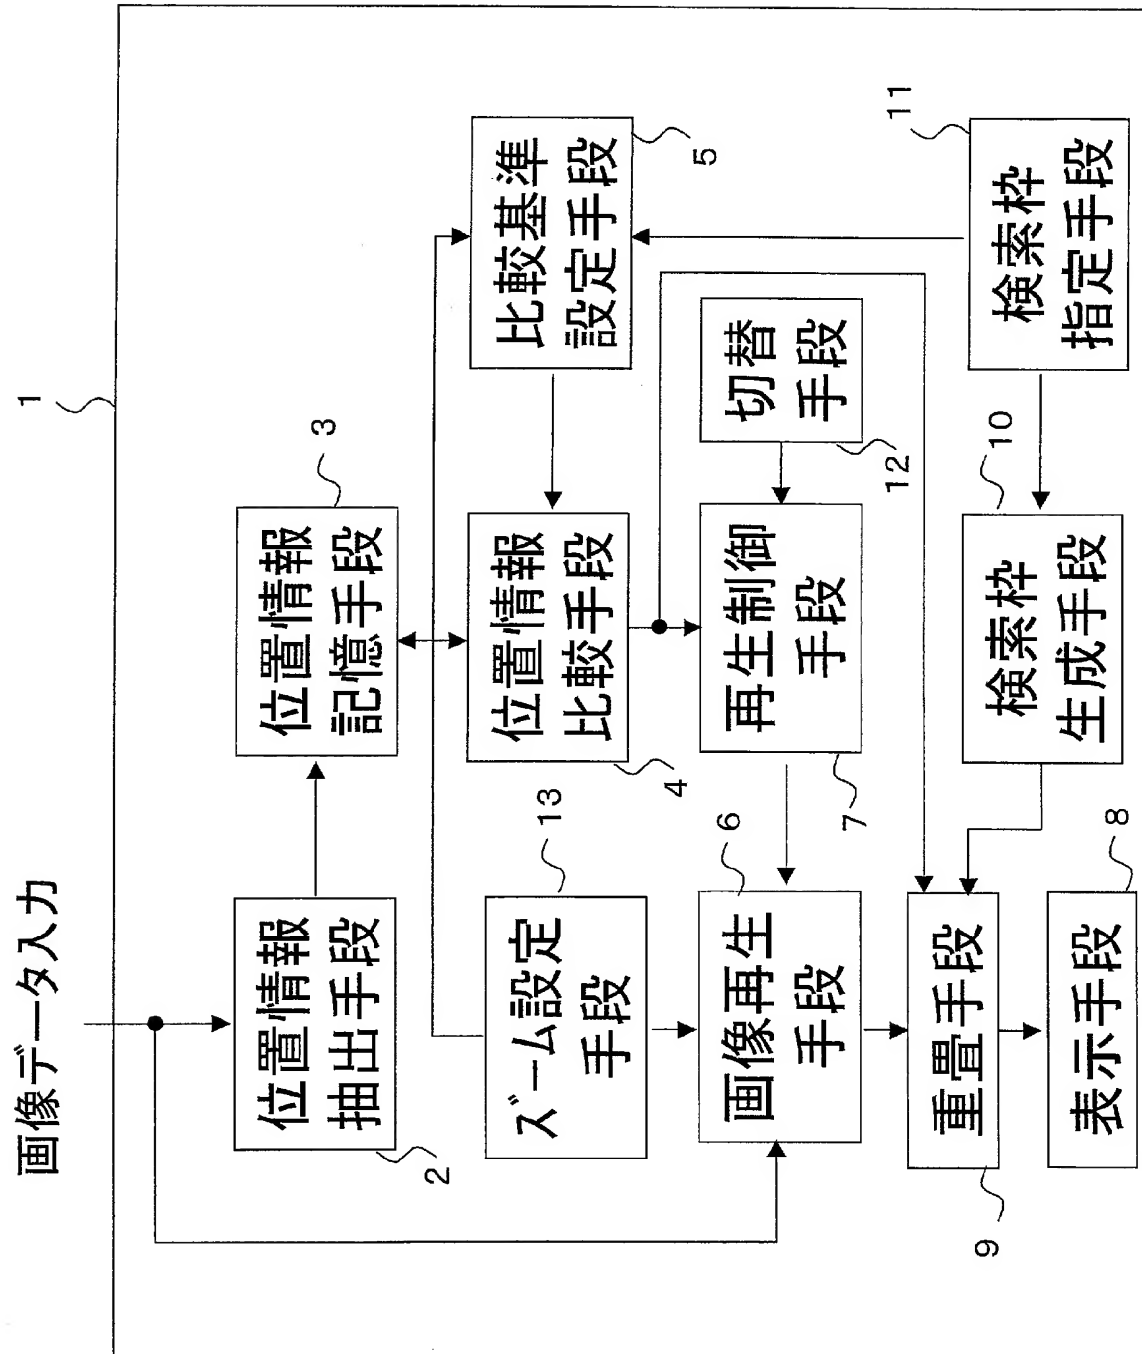 画像データ入力
1
位置情報
抽出手段
2
位置情報
記憶手段
3
ズーム設定
手段
13
位置情報
比較手段
4
比較基準
設定手段
5
画像再生
手段
6
再生制御
手段
7
切替
手段
12
重畳手段
9
検索枠
生成手段
10
検索枠
指定手段
11
表示手段
8